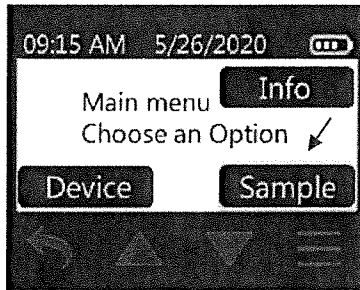 09:15 AM 5/26/2020
Info
Main menu
Choose an Option
Device Sample